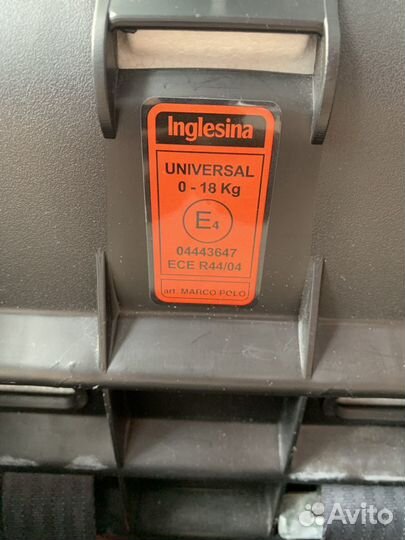 Inglesina
UNIVERSAL
0 - 18 Kg
E4
04443647
ECE R44/04
art. MARCO POLO
Avito